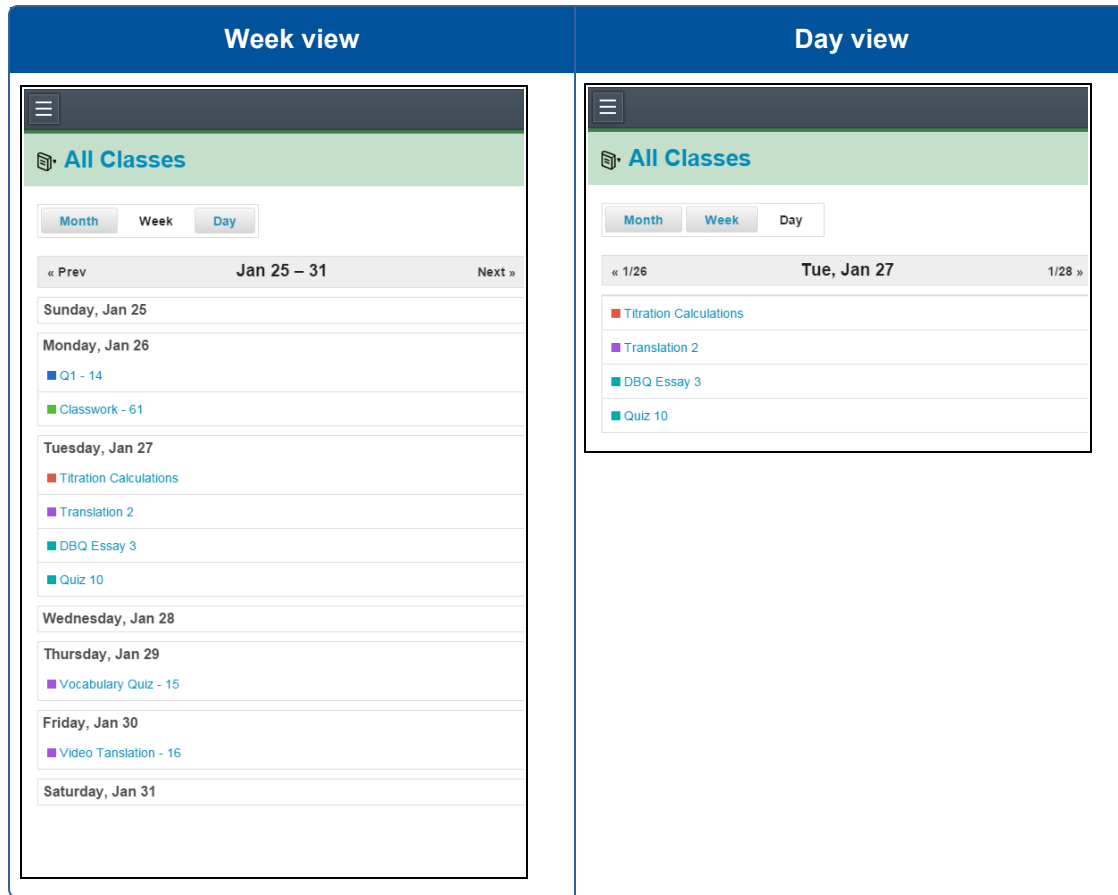 Week view
☰
All Classes
Month Week Day
« Prev Jan 25 – 31 Next »
Sunday, Jan 25
Monday, Jan 26
Q1 - 14
Classwork - 61
Tuesday, Jan 27
Titration Calculations
Translation 2
DBQ Essay 3
Quiz 10
Wednesday, Jan 28
Thursday, Jan 29
Vocabulary Quiz - 15
Friday, Jan 30
Video Tanslation - 16
Saturday, Jan 31
Day view
☰
All Classes
Month Week Day
« 1/26 Tue, Jan 27 1/28 »
Titration Calculations
Translation 2
DBQ Essay 3
Quiz 10